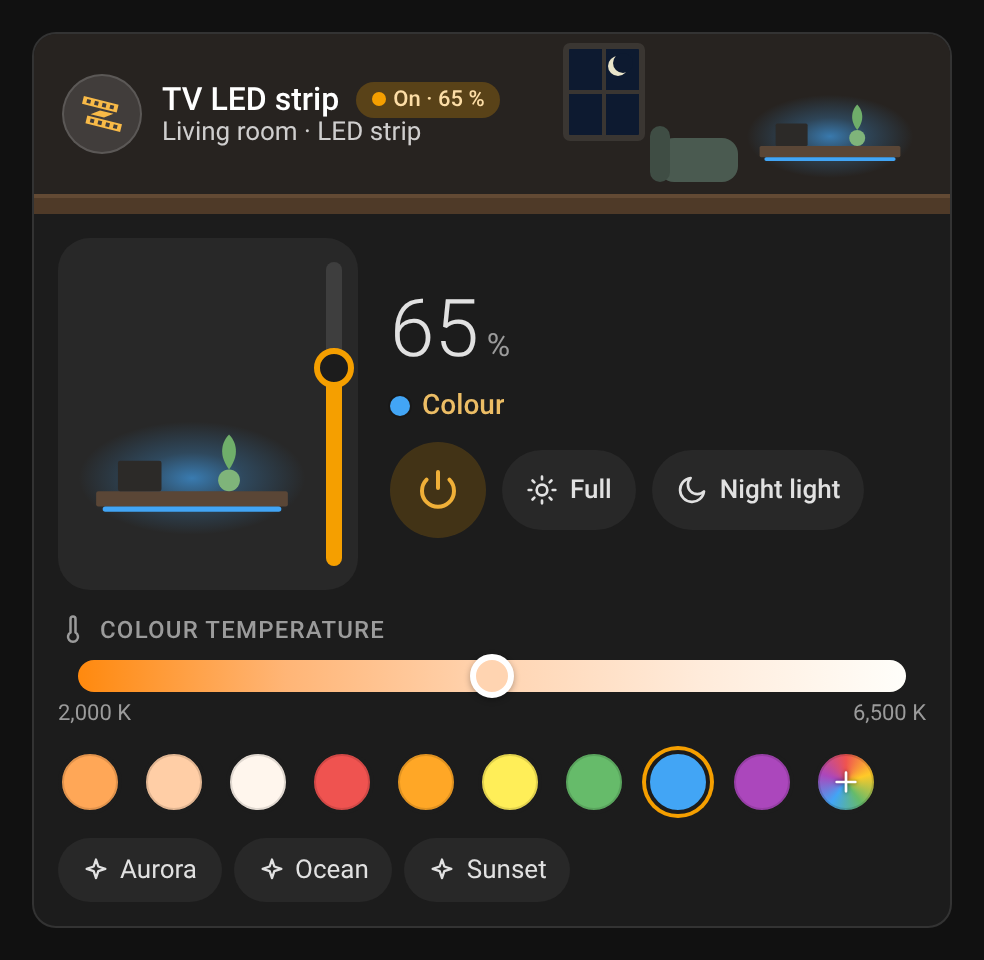 TV LED strip
On · 65 %
Living room · LED strip
65 %
Colour
Full
Night light
COLOUR TEMPERATURE
2,000 K
6,500 K
Aurora
Ocean
Sunset